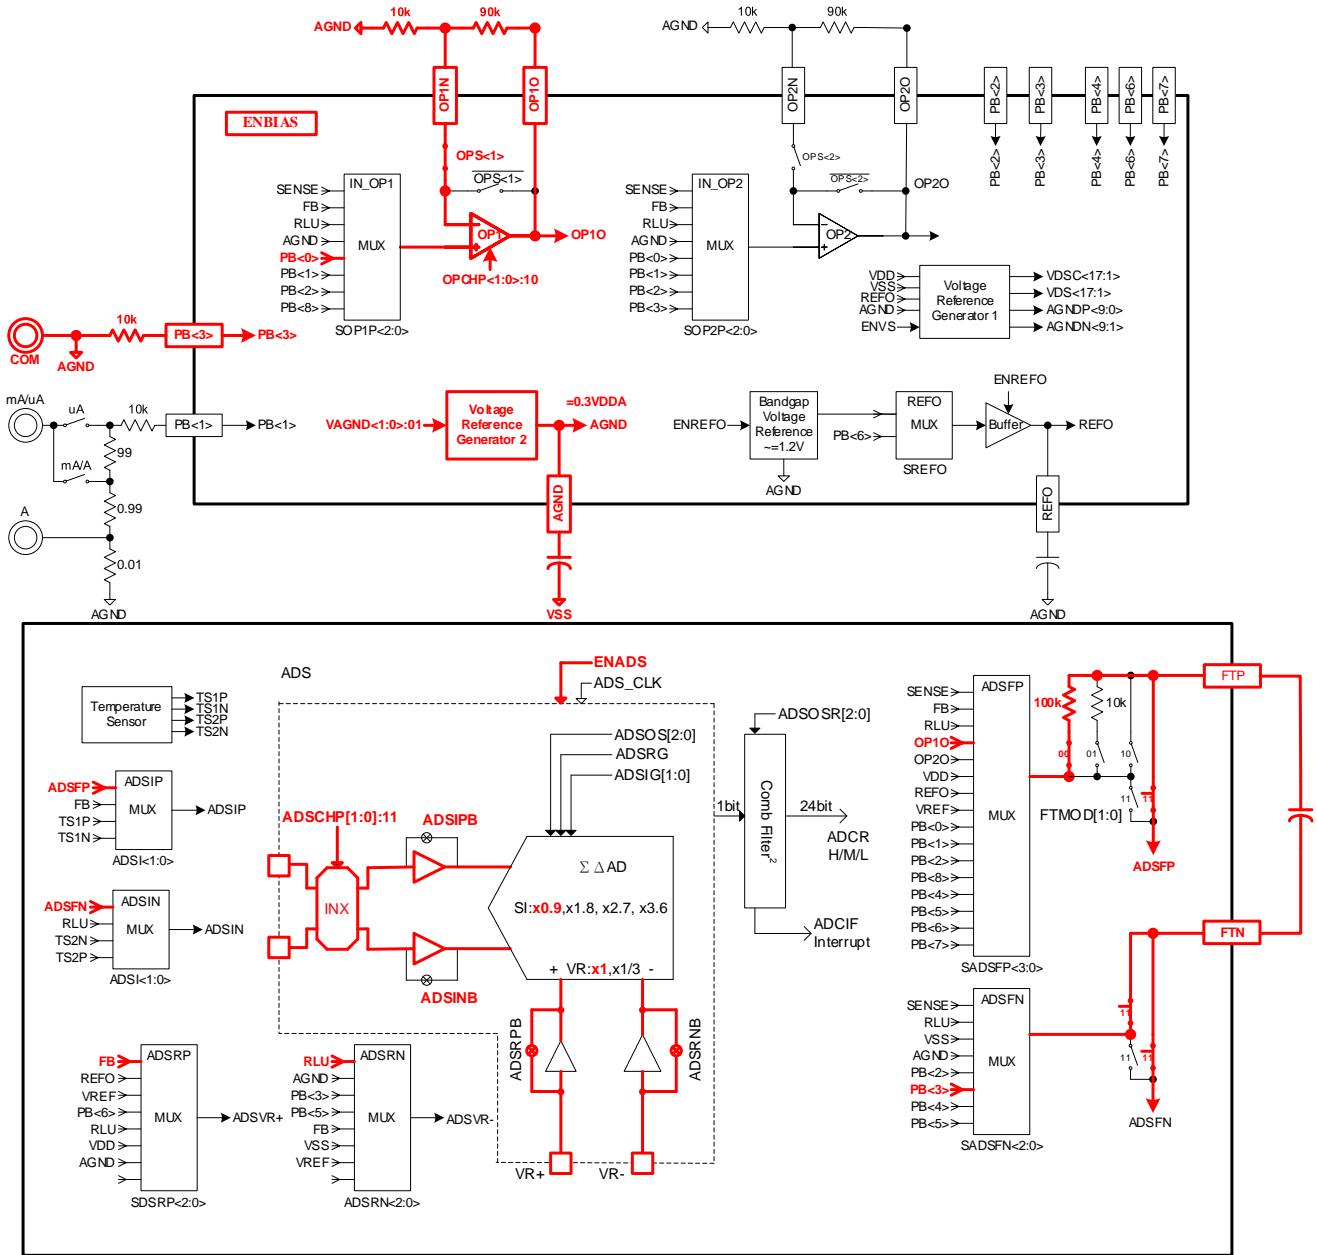 10k
90k
AGND
OP1N
OP1O
10k
90k
AGND
OP2N
OP2O
PB<2>
PB<3>
PB<4>
PB<6>
PB<7>
PB<2>
PB<3>
PB<4>
PB<6>
PB<7>
ENBIAS
OPS<1>
OPS<1>
IN_OP1
SENSE
FB
RLU
AGND
PB<0>
PB<1>
PB<2>
PB<8>
MUX
SOP1P<2:0>
OP1
OP1O
OPCHP<1:0>:10
OPS<2>
OPS<2>
IN_OP2
SENSE
FB
RLU
AGND
PB<0>
PB<1>
PB<2>
PB<3>
MUX
SOP2P<2:0>
OP2
OP2O
VDD
VSS
REFO
AGND
ENVS
Voltage
Reference
Generator 1
VDSC<17:1>
VDS<17:1>
AGNDP<9:0>
AGNDN<9:1>
COM
AGND
10k
PB<3>
PB<3>
mA/uA
uA
10k
PB<1>
PB<1>
99
mA/A
0.99
A
0.01
AGND
VAGND<1:0>:01
Voltage
Reference
Generator 2
=0.3VDDA
AGND
AGND
VSS
ENREFO
Bandgap
Voltage
Reference
~=1.2V
AGND
PB<6>
REFO
MUX
SREFO
ENREFO
Buffer
REFO
REFO
AGND
ADS
ENADS
ADS_CLK
Temperature
Sensor
TS1P
TS1N
TS2P
TS2N
ADSFP
FB
TS1P
TS1N
ADSIP
MUX
ADSI<1:0>
ADSIP
ADSFN
RLU
TS2N
TS2P
ADSIN
MUX
ADSI<1:0>
ADSIN
ADSOS[2:0]
ADSRG
ADSIG[1:0]
ADSCHP[1:0]:11
INX
ADSIPB
ADSINB
Σ Δ AD
SI:x0.9,x1.8, x2.7, x3.6
+ VR:x1,x1/3 -
ADSRPB
ADSRNB
VR+
VR-
1bit
ADSOSR[2:0]
Comb Filter2
24bit
ADCR
H/M/L
ADCIF
Interrupt
FB
REFO
VREF
PB<6>
RLU
VDD
AGND
ADSRP
MUX
SDSRP<2:0>
ADSVR+
RLU
AGND
PB<3>
PB<5>
FB
VSS
VREF
ADSRN
MUX
ADSRN<2:0>
ADSVR-
SENSE
FB
RLU
OP1O
OP2O
VDD
REFO
VREF
PB<0>
PB<1>
PB<2>
PB<8>
PB<4>
PB<5>
PB<6>
PB<7>
ADSFP
MUX
SADSFP<3:0>
100k
10k
00
01
10
11
11
FTMOD[1:0]
ADSFP
FTP
FTN
SENSE
RLU
VSS
AGND
PB<2>
PB<3>
PB<4>
PB<5>
ADSFN
MUX
SADSFN<2:0>
11
11
11
ADSFN